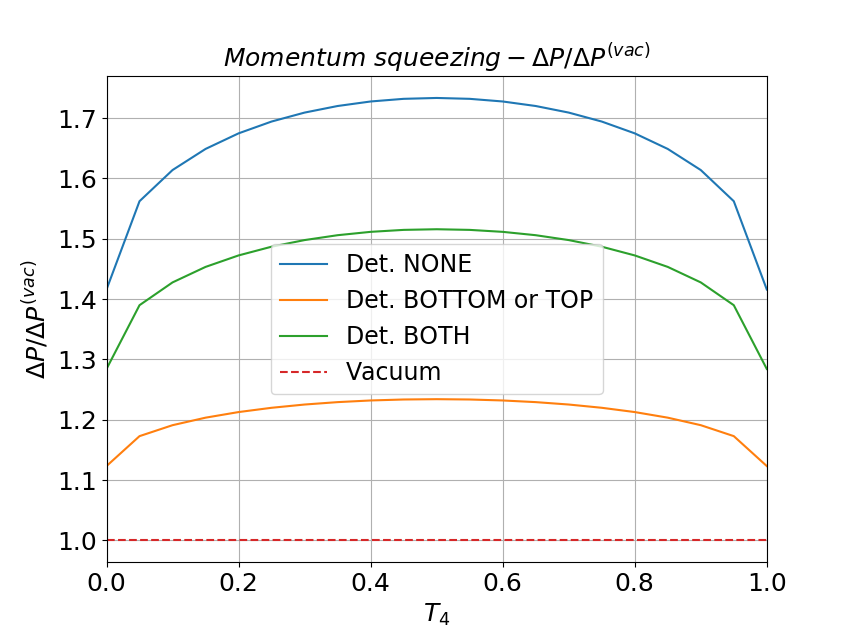 Momentum squeezing − ΔP/ΔP^(vac)
ΔP/ΔP^(vac)
1.7
1.6
1.5
1.4
1.3
1.2
1.1
1.0
Det. NONE
Det. BOTTOM or TOP
Det. BOTH
Vacuum
0.0 0.2 0.4 0.6 0.8 1.0
T₄